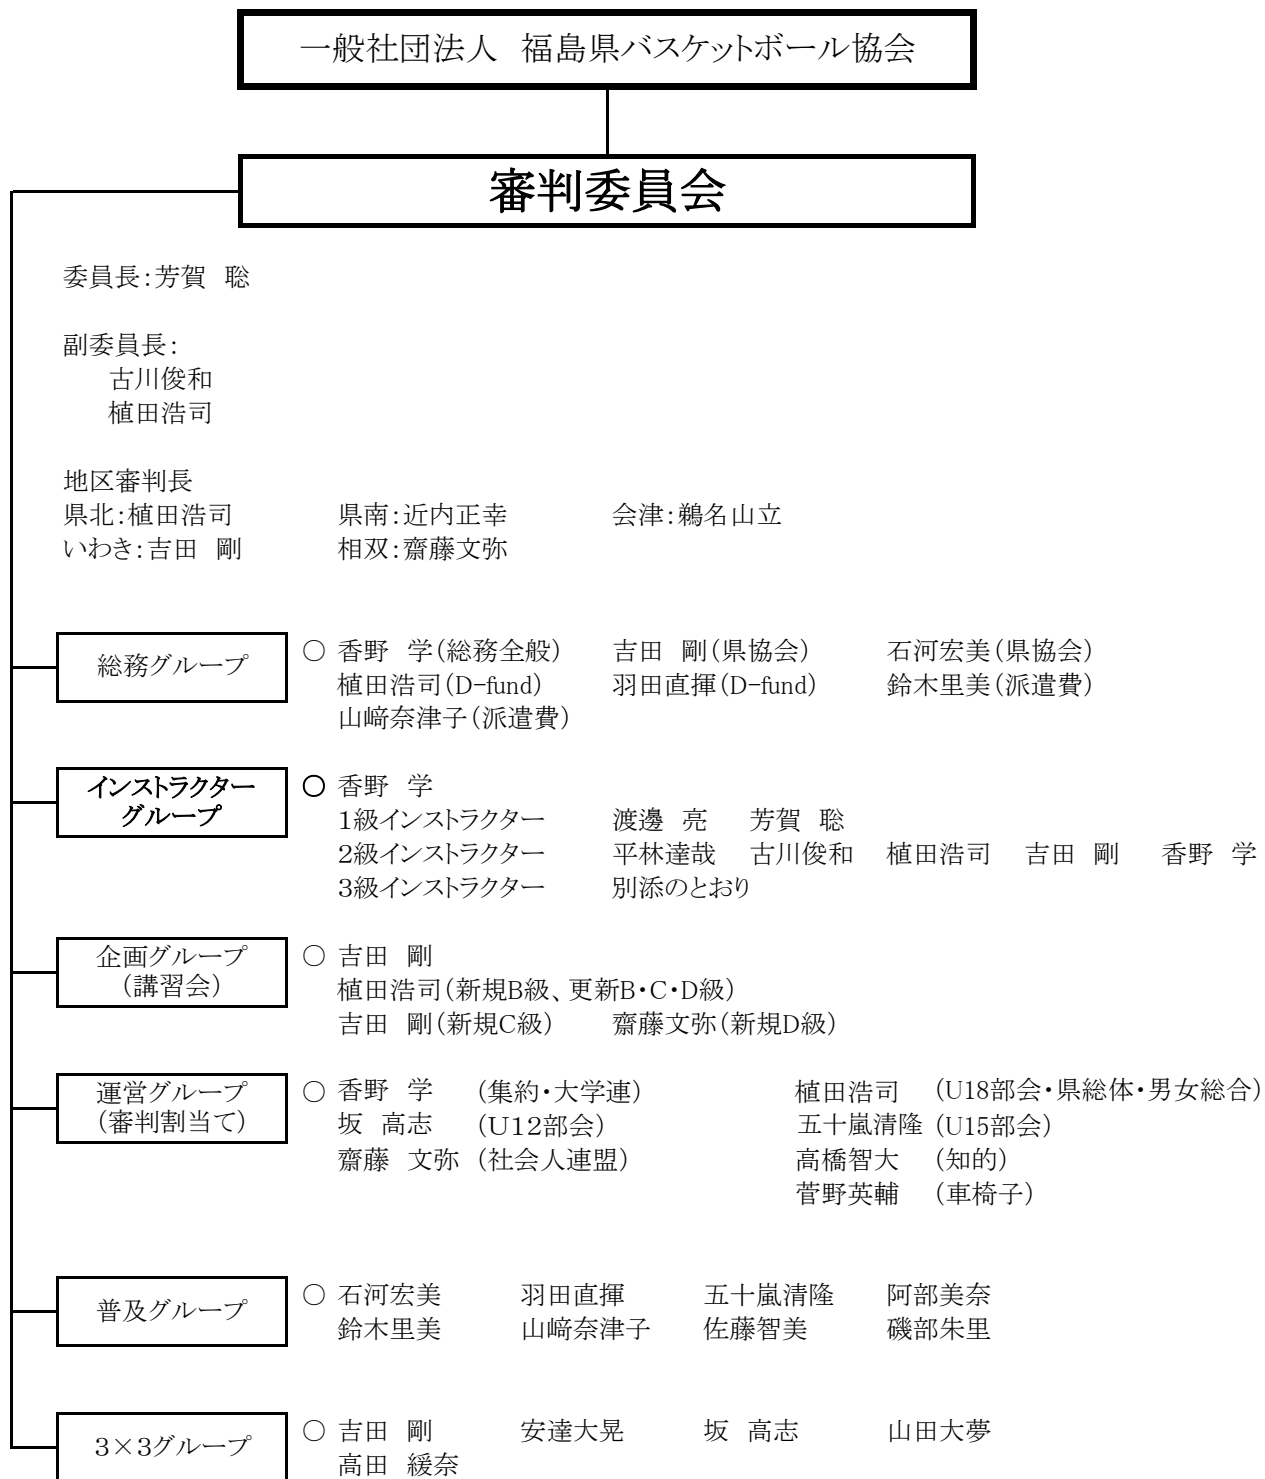 一般社団法人　福島県バスケットボール協会
審判委員会
委員長：芳賀　聡
副委員長：
古川俊和
植田浩司
地区審判長
県北：植田浩司　県南：近内正幸　会津：鵜名山立
いわき：吉田　剛　相双：齋藤文弥
総務グループ
○ 香野　学（総務全般）　吉田　剛（県協会）　石河宏美（県協会）
植田浩司（D-fund）　羽田直揮（D-fund）　鈴木里美（派遣費）
山﨑奈津子（派遣費）
インストラクター
グループ
○ 香野　学
1級インストラクター　渡邊　亮　芳賀　聡
2級インストラクター　平林達哉　古川俊和　植田浩司　吉田　剛　香野　学
3級インストラクター　別添のとおり
企画グループ
（講習会）
○ 吉田　剛
植田浩司（新規B級、更新B・C・D級）
吉田　剛（新規C級）　齋藤文弥（新規D級）
運営グループ
（審判割当て）
○ 香野　学　（集約・大学連）　植田浩司　（U18部会・県総体・男女総合）
坂　高志　（U12部会）　五十嵐清隆（U15部会）
齋藤　文弥　（社会人連盟）　高橋智大　（知的）
菅野英輔　（車椅子）
普及グループ
○ 石河宏美　羽田直揮　五十嵐清隆　阿部美奈
鈴木里美　山﨑奈津子　佐藤智美　磯部朱里
3×3グループ
○ 吉田　剛　安達大晃　坂　高志　山田大夢
高田　緩奈